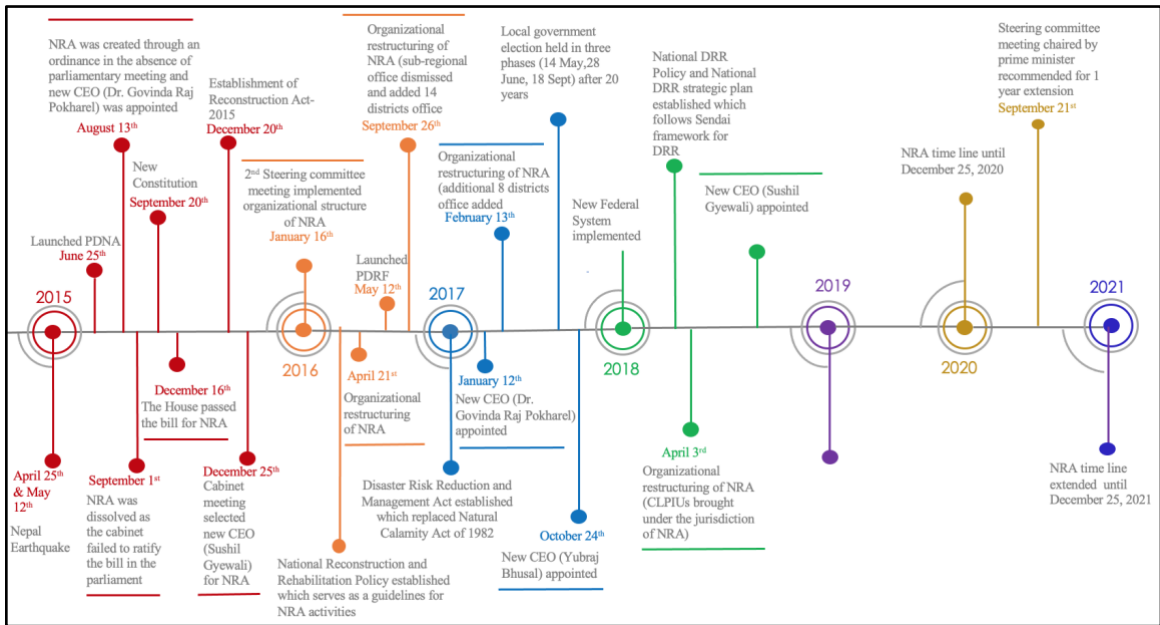 NRA was created through an
ordinance in the absence of
parliamentary meeting and
new CEO (Dr. Govinda Raj
Pokharel) was appointed
August 13th
Establishment of
Reconstruction Act-
2015
December 20th
Organizational
restructuring of
NRA (sub-regional
office dismissed
and added 14
districts office
September 26th
Local government
election held in three
phases (14 May,28
June, 18 Sept) after 20
years
National DRR
Policy and National
DRR strategic plan
established which
follows Sendai
framework for
DRR
Steering committee
meeting chaired by
prime minister
recommended for 1
year extension
September 21st
New
Constitution
September 20th
2nd Steering committee
meeting implemented
organizational structure
of NRA
January 16th
Organizational
restructuring of NRA
(additional 8 districts
office added
February 13th
New CEO (Sushil
Gyewali) appointed
NRA time line until
December 25, 2020
Launched PDNA
June 25th
Launched
PDRF
May 12th
New Federal
System
implemented
2015
2016
2017
2018
2019
2020
2021
April 25th
& May
12th
Nepal
Earthquake
September 1st
NRA was
dissolved as
the cabinet
failed to ratify
the bill in the
parliament
December 16th
The House passed
the bill for NRA
December 25th
Cabinet
meeting
selected
new CEO
(Sushil
Gyewali)
for NRA
National Reconstruction and
Rehabilitation Policy established
which serves as a guidelines for
NRA activities
April 21st
Organizational
restructuring
of NRA
Disaster Risk Reduction and
Management Act established
which replaced Natural
Calamity Act of 1982
January 12th
New CEO (Dr.
Govinda Raj Pokharel)
appointed
October 24th
New CEO (Yubraj
Bhusal) appointed
April 3rd
Organizational
restructuring of NRA
(CLPIUs brought
under the jurisdiction
of NRA)
NRA time line
extended until
December 25, 2021